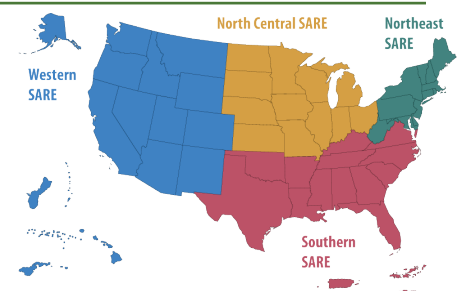 North Central SARE
Northeast
SARE
Western
SARE
Southern
SARE